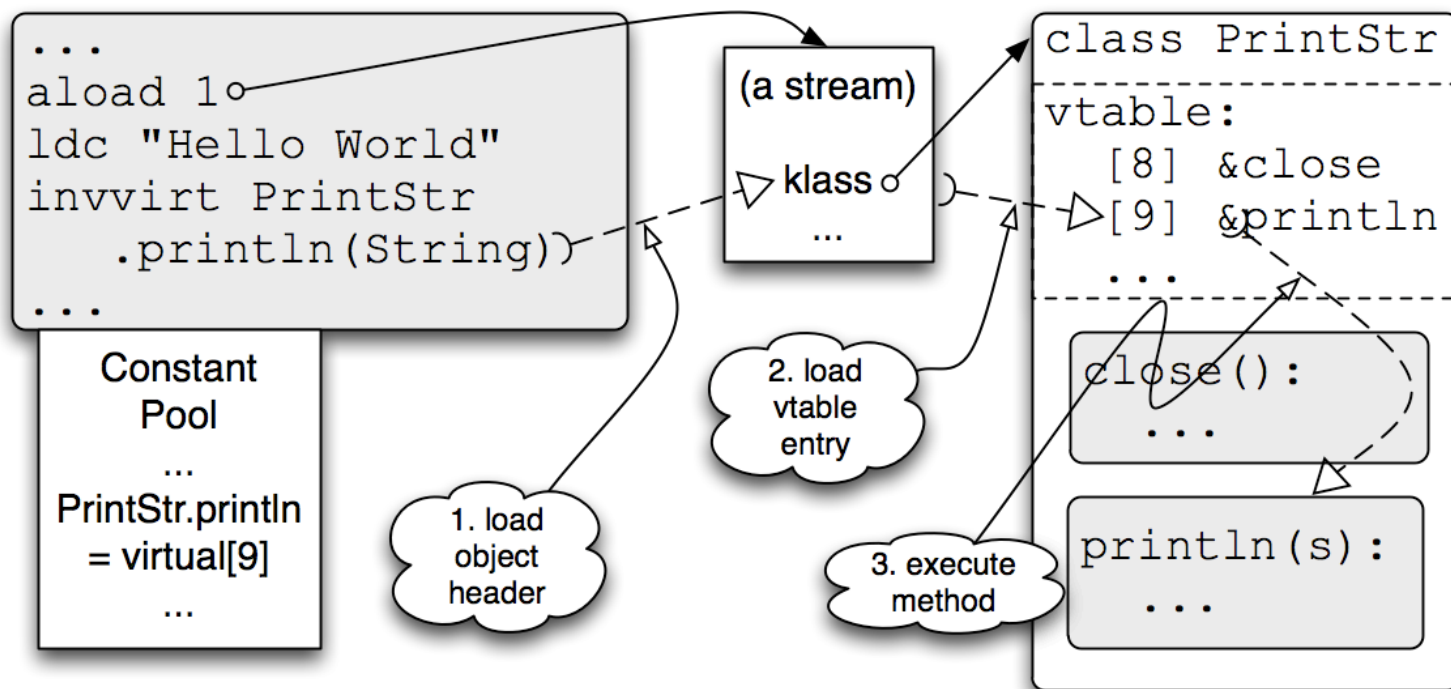 ...
aload 1
ldc "Hello World"
invvirt PrintStr
.println(String)
...
Constant
Pool
...
PrintStr.println
= virtual[9]
...
(a stream)
klass
...
1. load
object
header
2. load
vtable
entry
3. execute
method
class PrintStr
vtable:
[8] &close
[9] &println
...
close():
...
println(s):
...